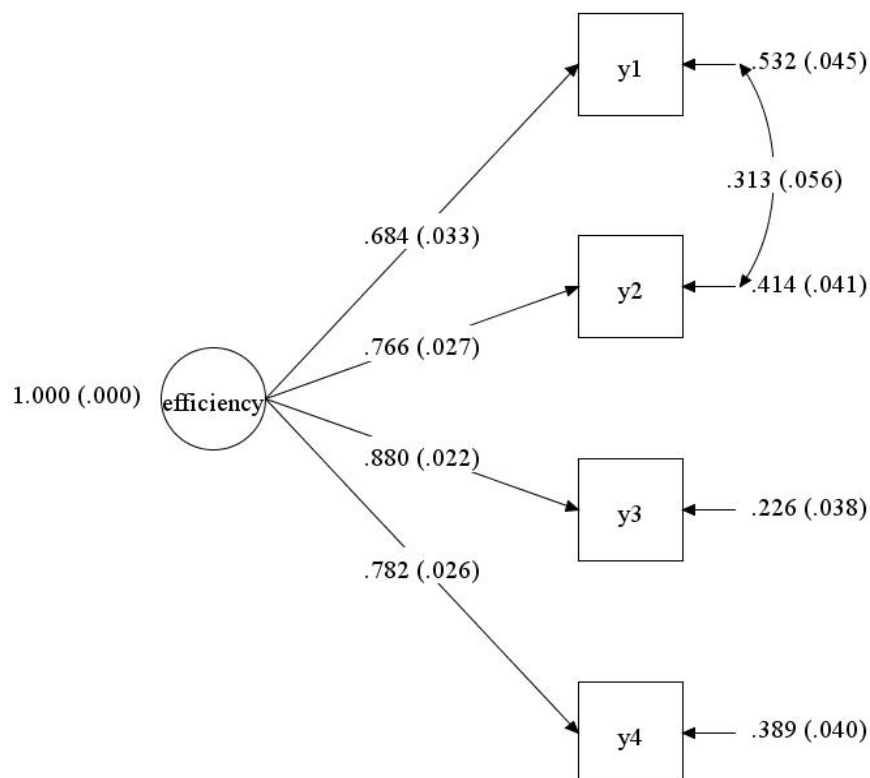 y1
.532 (.045)
.313 (.056)
.684 (.033)
y2
.414 (.041)
.766 (.027)
1.000 (.000)
efficiency
.880 (.022)
y3
.226 (.038)
.782 (.026)
y4
.389 (.040)